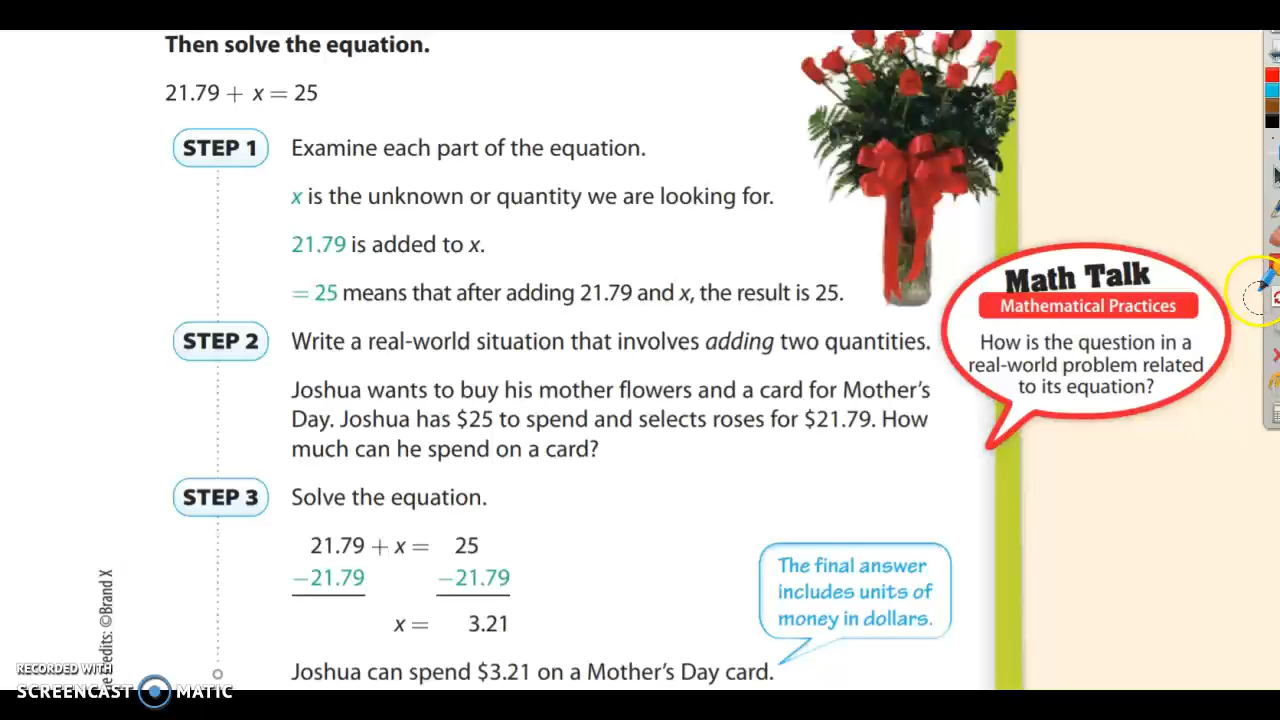 Then solve the equation.
21.79 + x = 25
STEP 1
Examine each part of the equation.
x is the unknown or quantity we are looking for.
21.79 is added to x.
= 25 means that after adding 21.79 and x, the result is 25.
STEP 2
Write a real-world situation that involves adding two quantities.
Joshua wants to buy his mother flowers and a card for Mother's
Day. Joshua has $25 to spend and selects roses for $21.79. How
much can he spend on a card?
STEP 3
Solve the equation.
21.79 + x = 25
−21.79 −21.79
x = 3.21
Joshua can spend $3.21 on a Mother's Day card.
The final answer
includes units of
money in dollars.
Math Talk
Mathematical Practices
How is the question in a
real-world problem related
to its equation?
Credits: ©Brand X
RECORDED WITH
SCREENCAST MATIC